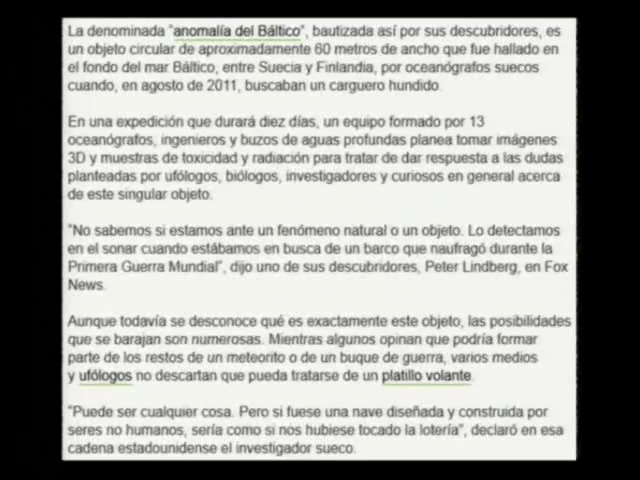 La denominada "anomalía del Báltico", bautizada así por sus descubridores, es
un objeto circular de aproximadamente 60 metros de ancho que fue hallado en
el fondo del mar Báltico, entre Suecia y Finlandia, por oceanógrafos suecos
cuando, en agosto de 2011, buscaban un carguero hundido.
En una expedición que durará diez días, un equipo formado por 13
oceanógrafos, ingenieros y buzos de aguas profundas planea tomar imágenes
3D y muestras de toxicidad y radiación para tratar de dar respuesta a las dudas
planteadas por ufólogos, biólogos, investigadores y curiosos en general acerca
de este singular objeto.
"No sabemos si estamos ante un fenómeno natural o un objeto. Lo detectamos
en el sonar cuando estábamos en busca de un barco que naufragó durante la
Primera Guerra Mundial", dijo uno de sus descubridores, Peter Lindberg, en Fox
News.
Aunque todavía se desconoce qué es exactamente este objeto, las posibilidades
que se barajan son numerosas. Mientras algunos opinan que podría formar
parte de los restos de un meteorito o de un buque de guerra, varios medios
y ufólogos no descartan que pueda tratarse de un platillo volante.
"Puede ser cualquier cosa. Pero si fuese una nave diseñada y construida por
seres no humanos, sería como si nos hubiese tocado la lotería", declaró en esa
cadena estadounidense el investigador sueco.